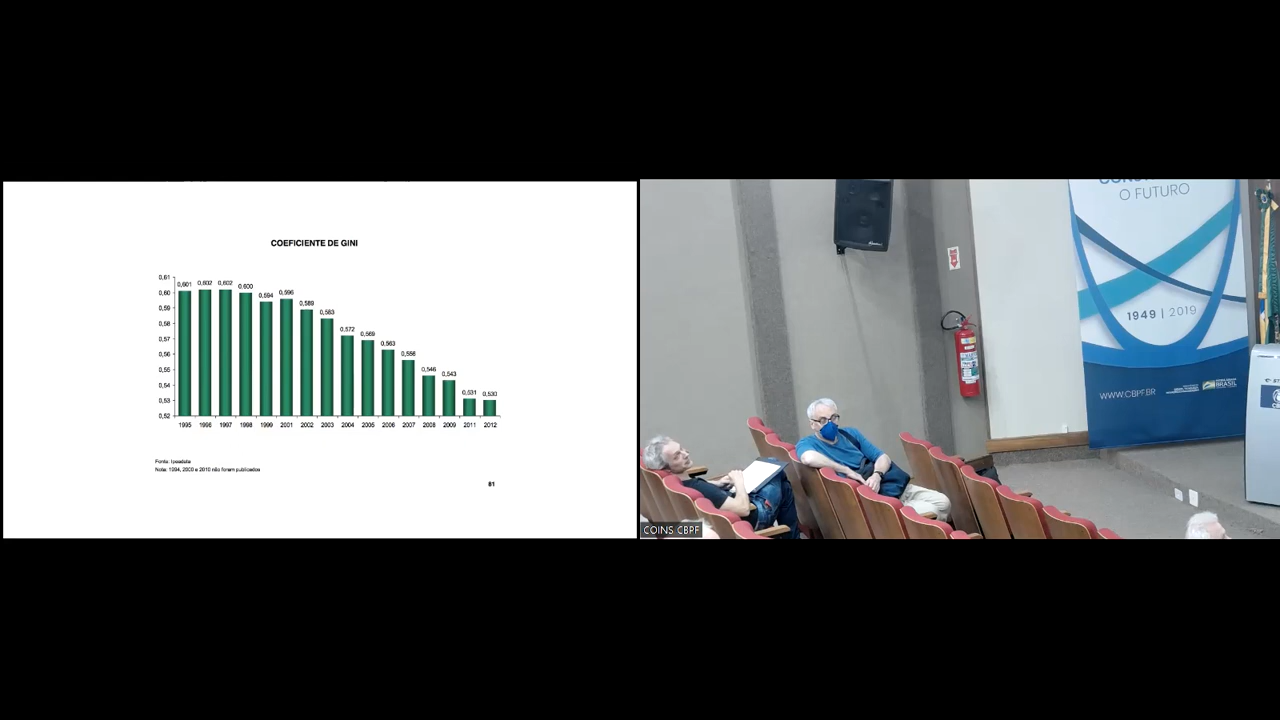 COEFICIENTE DE GINI
0,61
0,60
0,59
0,58
0,57
0,56
0,55
0,54
0,53
0,52
0,601 0,602 0,602 0,600 0,594 0,596 0,589 0,583 0,572 0,569 0,563 0,556 0,546 0,543 0,531 0,530
1995 1996 1997 1998 1999 2001 2002 2003 2004 2005 2006 2007 2008 2009 2011 2012
Fonte: Ipeadata
Nota: 1994, 2000 e 2010 não foram publicados
81
O FUTURO
1949 | 2019
WWW.CBPF.BR
BRASIL
COINS CBPF